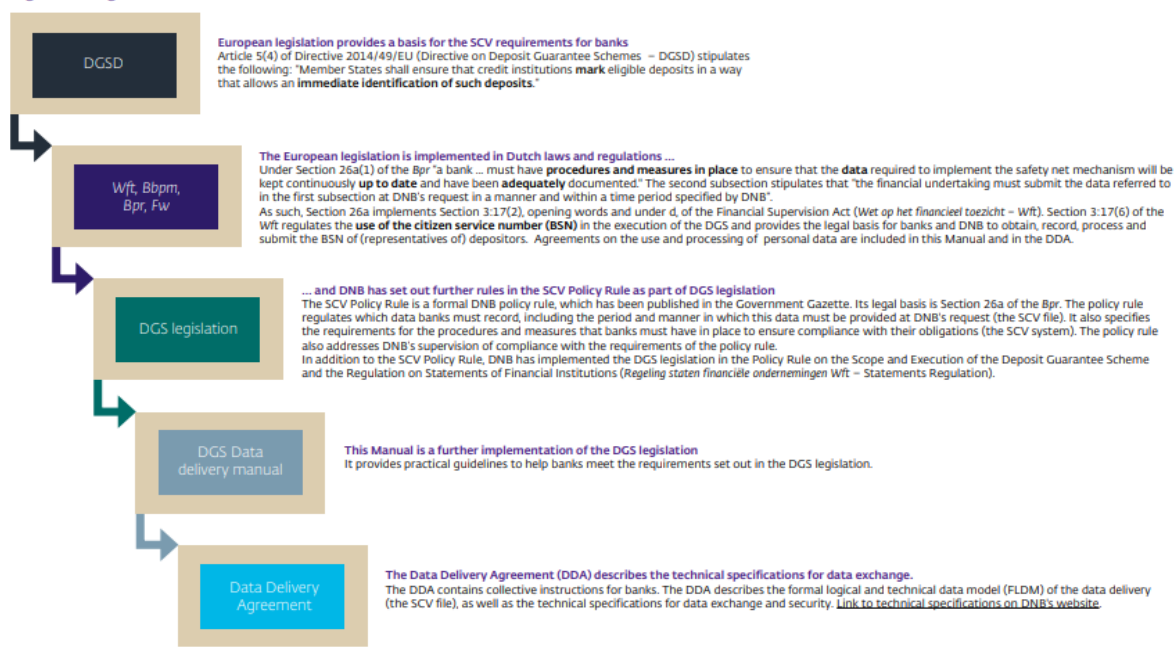 DGSD
European legislation provides a basis for the SCV requirements for banks
Article 5(4) of Directive 2014/49/EU (Directive on Deposit Guarantee Schemes – DGSD) stipulates
the following: "Member States shall ensure that credit institutions mark eligible deposits in a way
that allows an immediate identification of such deposits."
Wft, Bbpm,
Bpr, Fw
The European legislation is implemented in Dutch laws and regulations ...
Under Section 26a(1) of the Bpr "a bank ... must have procedures and measures in place to ensure that the data required to implement the safety net mechanism will be
kept continuously up to date and have been adequately documented." The second subsection stipulates that "the financial undertaking must submit the data referred to
in the first subsection at DNB's request in a manner and within a time period specified by DNB".
As such, Section 26a implements Section 3:17(2), opening words and under d, of the Financial Supervision Act (Wet op het financieel toezicht – Wft). Section 3:17(6) of the
Wft regulates the use of the citizen service number (BSN) in the execution of the DGS and provides the legal basis for banks and DNB to obtain, record, process and
submit the BSN of (representatives of) depositors. Agreements on the use and processing of personal data are included in this Manual and in the DDA.
DGS legislation
... and DNB has set out further rules in the SCV Policy Rule as part of DGS legislation
The SCV Policy Rule is a formal DNB policy rule, which has been published in the Government Gazette. Its legal basis is Section 26a of the Bpr. The policy rule
regulates which data banks must record, including the period and manner in which this data must be provided at DNB's request (the SCV file). It also specifies
the requirements for the procedures and measures that banks must have in place to ensure compliance with their obligations (the SCV system). The policy rule
also addresses DNB's supervision of compliance with the requirements of the policy rule.
In addition to the SCV Policy Rule, DNB has implemented the DGS legislation in the Policy Rule on the Scope and Execution of the Deposit Guarantee Scheme
and the Regulation on Statements of Financial Institutions (Regeling staten financiële ondernemingen Wft – Statements Regulation).
DGS Data
delivery manual
This Manual is a further implementation of the DGS legislation
It provides practical guidelines to help banks meet the requirements set out in the DGS legislation.
Data Delivery
Agreement
The Data Delivery Agreement (DDA) describes the technical specifications for data exchange.
The DDA contains collective instructions for banks. The DDA describes the formal logical and technical data model (FLDM) of the data delivery
(the SCV file), as well as the technical specifications for data exchange and security. Link to technical specifications on DNB's website.